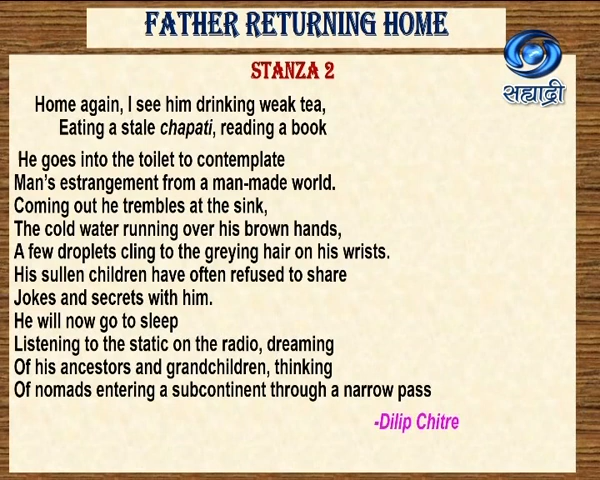 FATHER RETURNING HOME
सह्याद्री
STANZA 2
Home again, I see him drinking weak tea,
Eating a stale chapati, reading a book
He goes into the toilet to contemplate
Man's estrangement from a man-made world.
Coming out he trembles at the sink,
The cold water running over his brown hands,
A few droplets cling to the greying hair on his wrists.
His sullen children have often refused to share
Jokes and secrets with him.
He will now go to sleep
Listening to the static on the radio, dreaming
Of his ancestors and grandchildren, thinking
Of nomads entering a subcontinent through a narrow pass
-Dilip Chitre